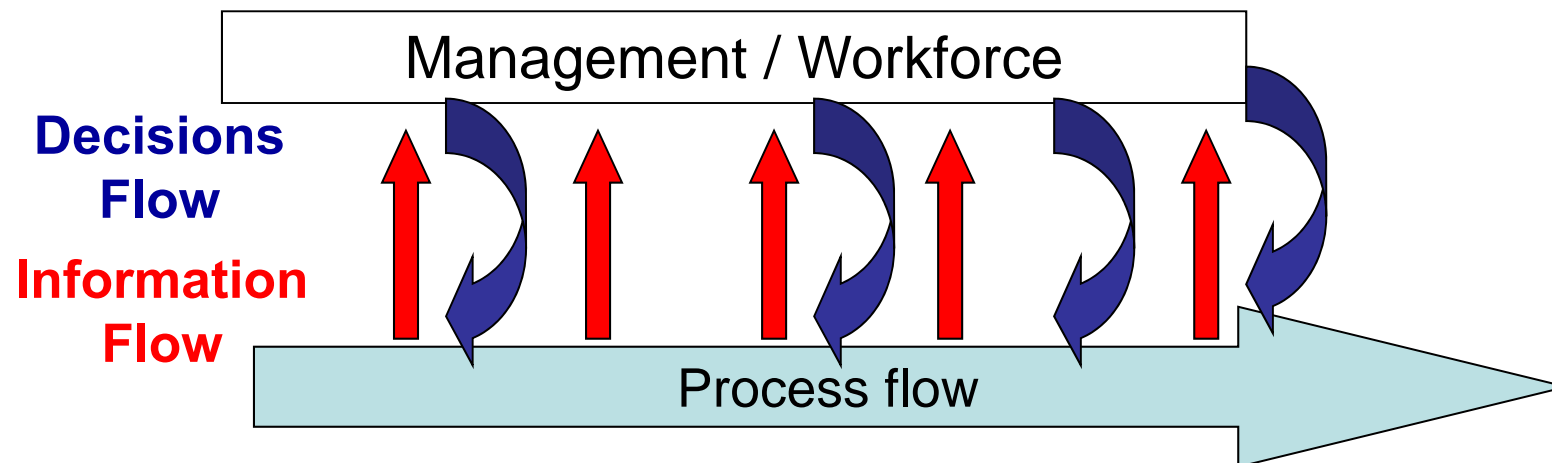 Management / Workforce
Decisions
Flow
Information
Flow
Process flow